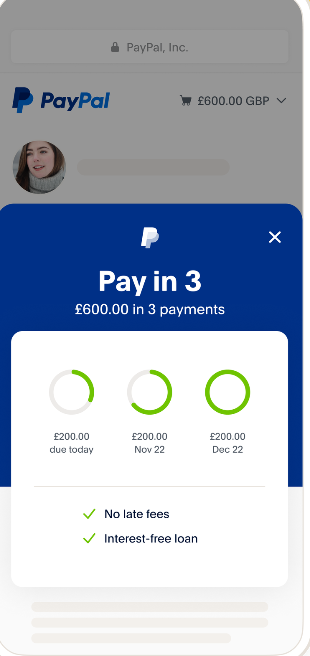 PayPal, Inc.
PayPal
£600.00 GBP
Pay in 3
£600.00 in 3 payments
£200.00 £200.00 £200.00
due today Nov 22 Dec 22
No late fees
Interest-free loan